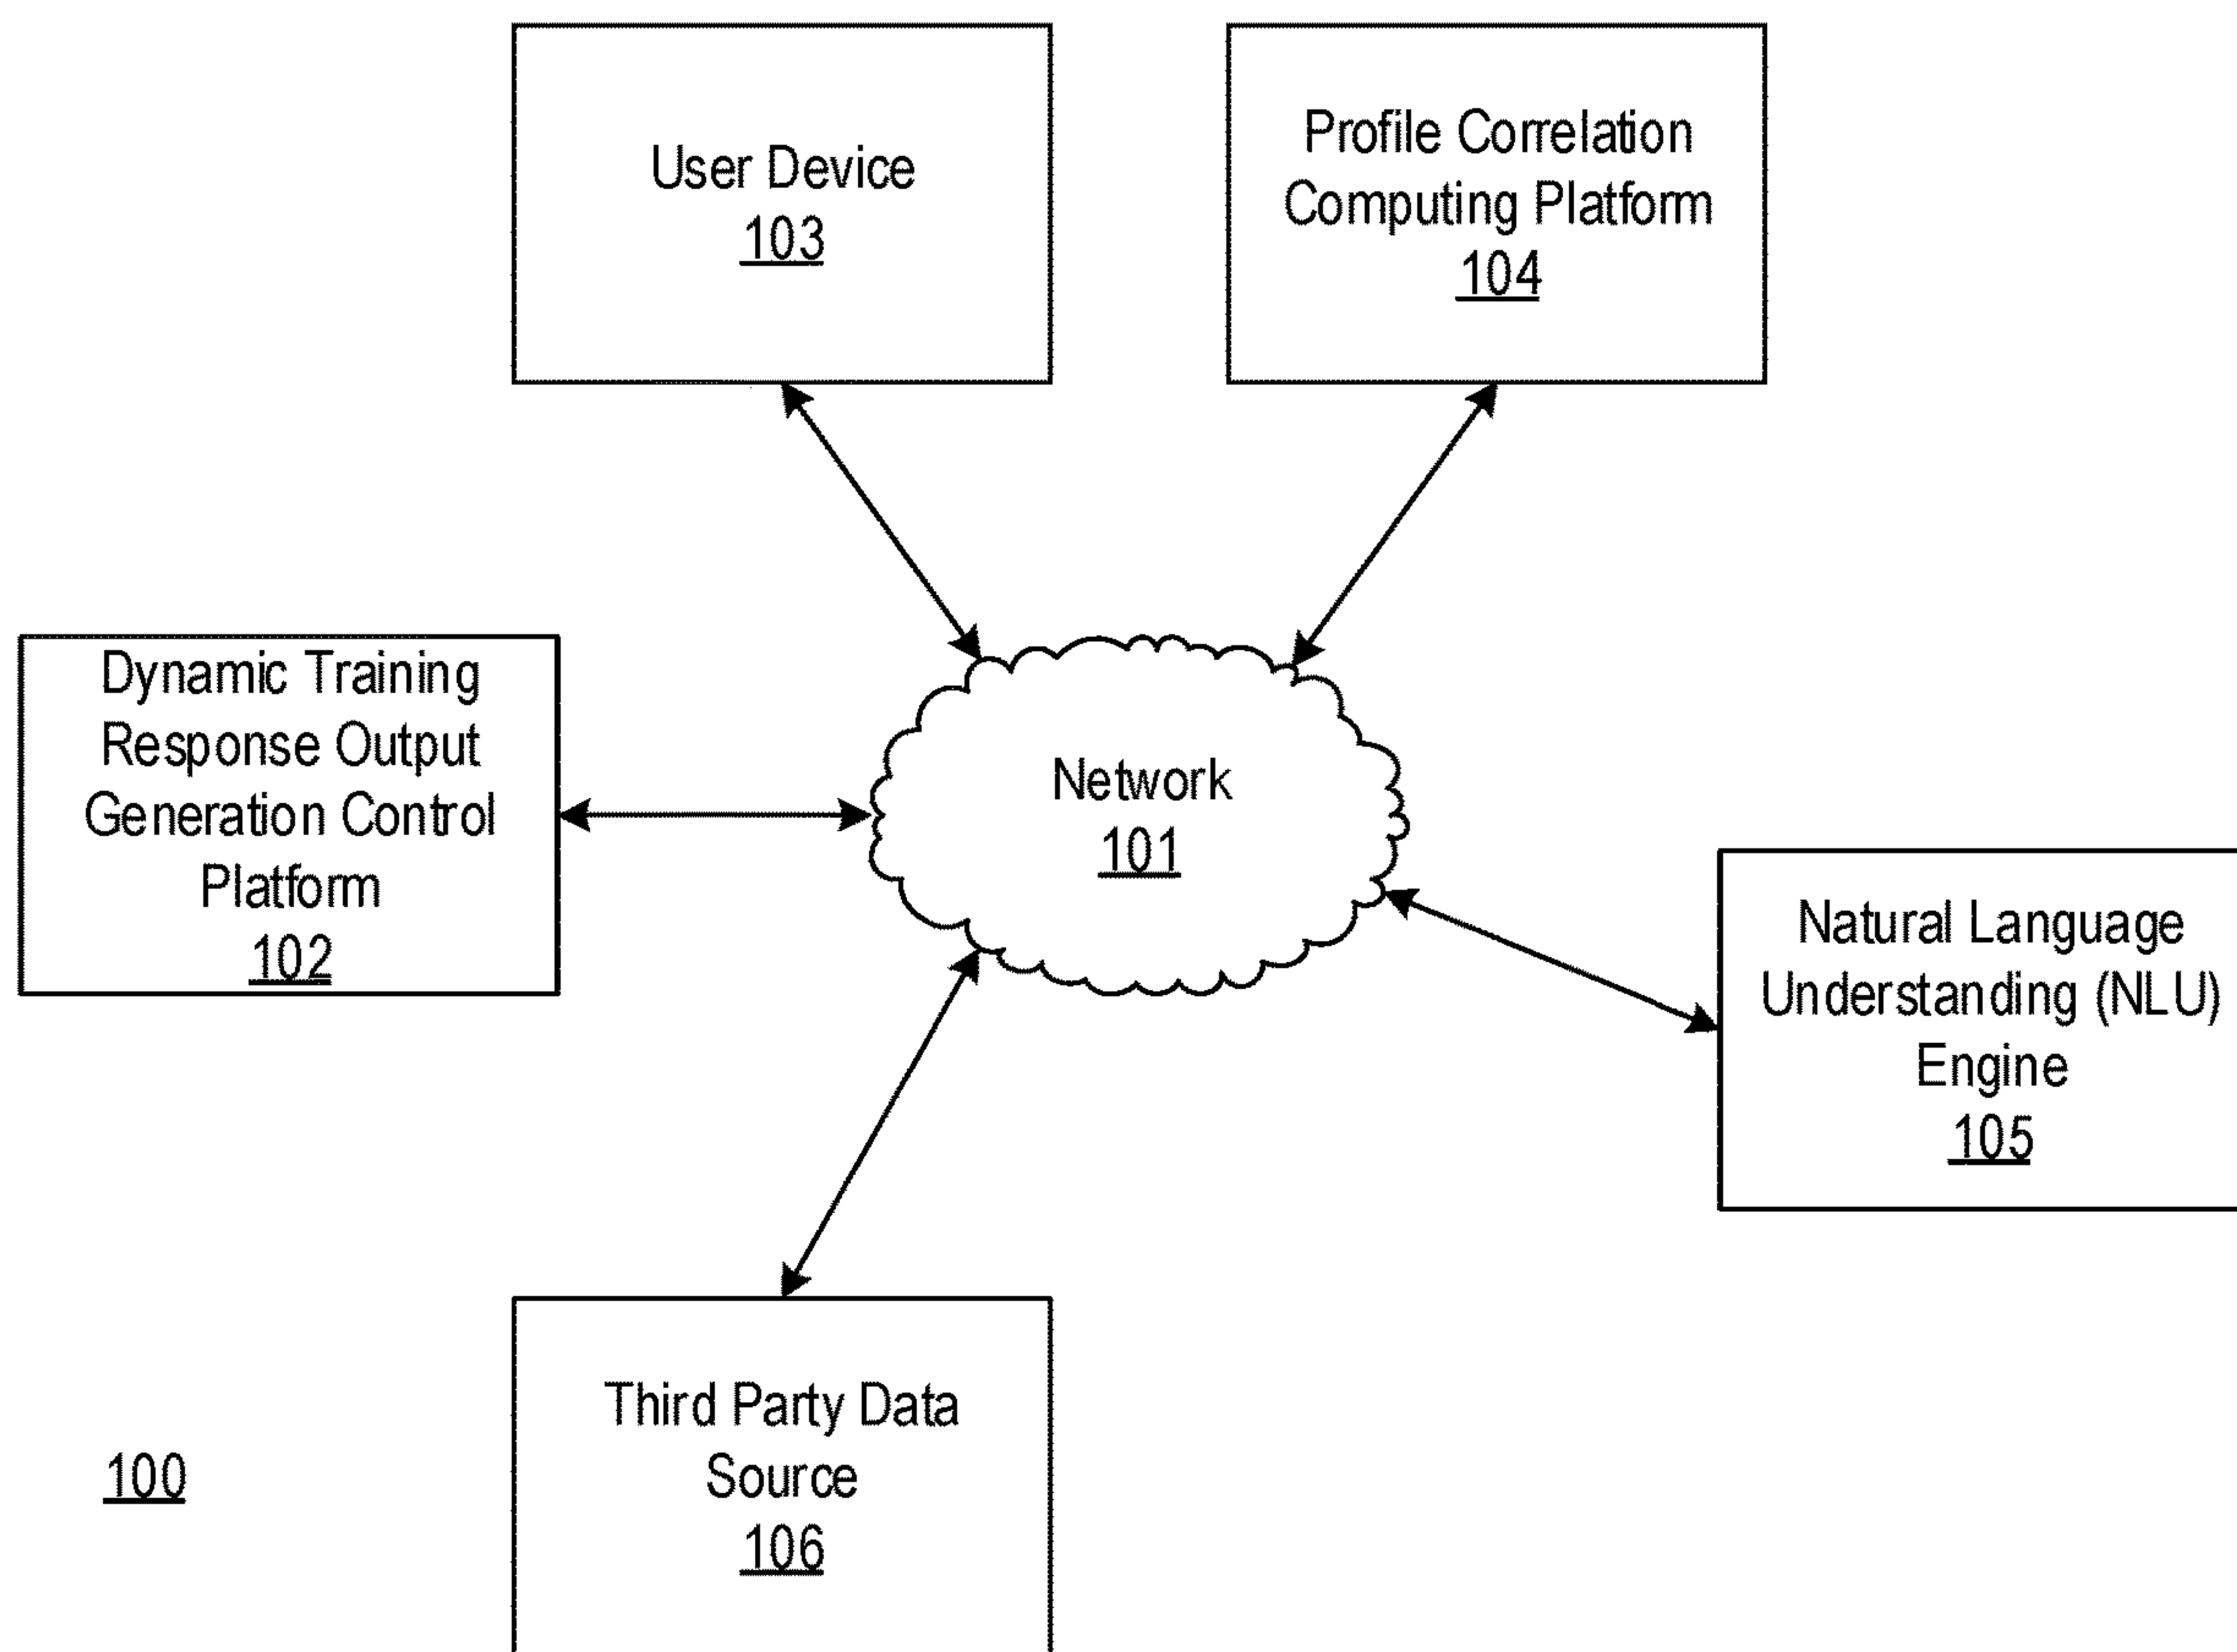 User Device
103
Profile Correlation
Computing Platform
104
Dynamic Training
Response Output
Generation Control
Platform
102
Network
101
Natural Language
Understanding (NLU)
Engine
105
Third Party Data
Source
106
100